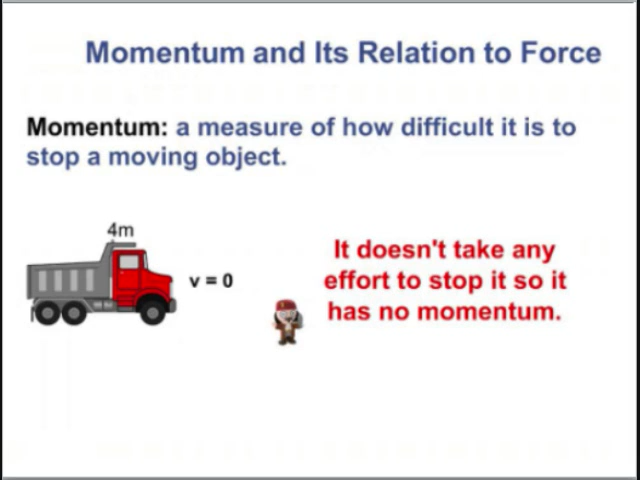 Momentum and Its Relation to Force
Momentum: a measure of how difficult it is to
stop a moving object.
4m
v = 0
It doesn't take any
effort to stop it so it
has no momentum.